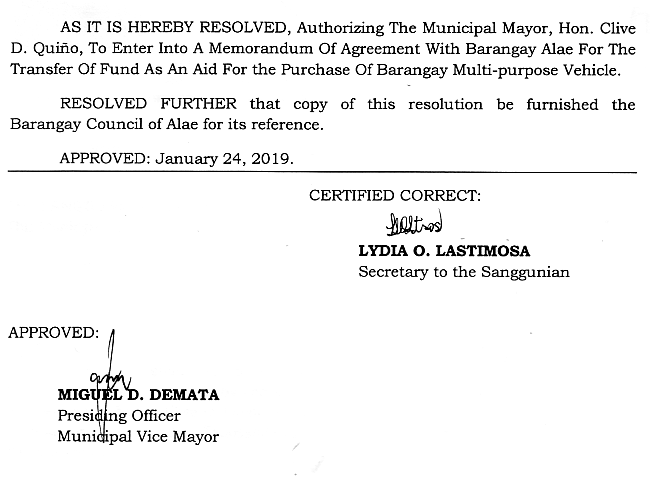 AS IT IS HEREBY RESOLVED, Authorizing The Municipal Mayor, Hon. Clive
D. Quiño, To Enter Into A Memorandum Of Agreement With Barangay Alae For The
Transfer Of Fund As An Aid For the Purchase Of Barangay Multi-purpose Vehicle.
RESOLVED FURTHER that copy of this resolution be furnished the
Barangay Council of Alae for its reference.
APPROVED: January 24, 2019.
CERTIFIED CORRECT:
LYDIA O. LASTIMOSA
Secretary to the Sanggunian
APPROVED:
MIGUEL D. DEMATA
Presiding Officer
Municipal Vice Mayor